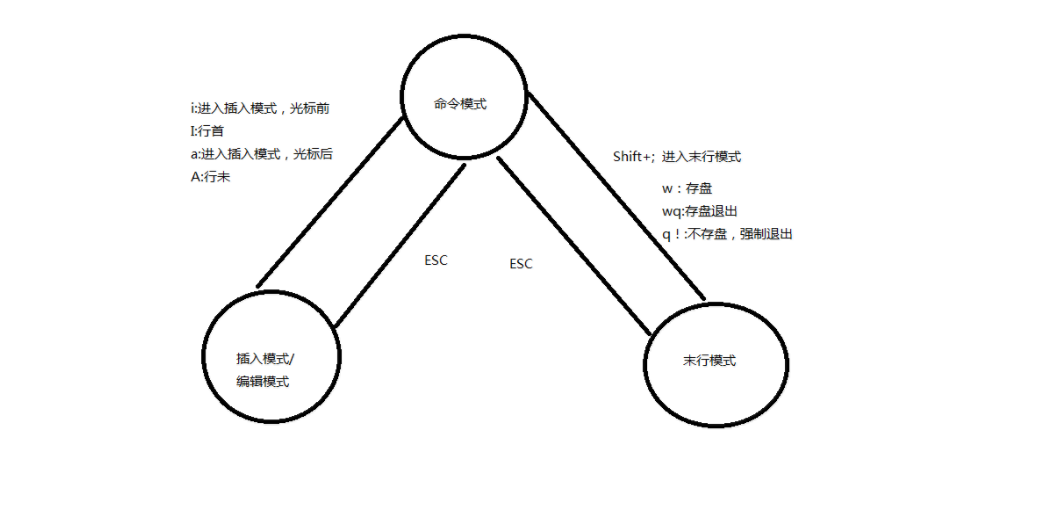 命令模式
i:进入插入模式，光标前
I:行首
a:进入插入模式，光标后
A:行未
Shift+; 进入末行模式
w：存盘
wq:存盘退出
q！:不存盘，强制退出
ESC
ESC
插入模式/
编辑模式
末行模式